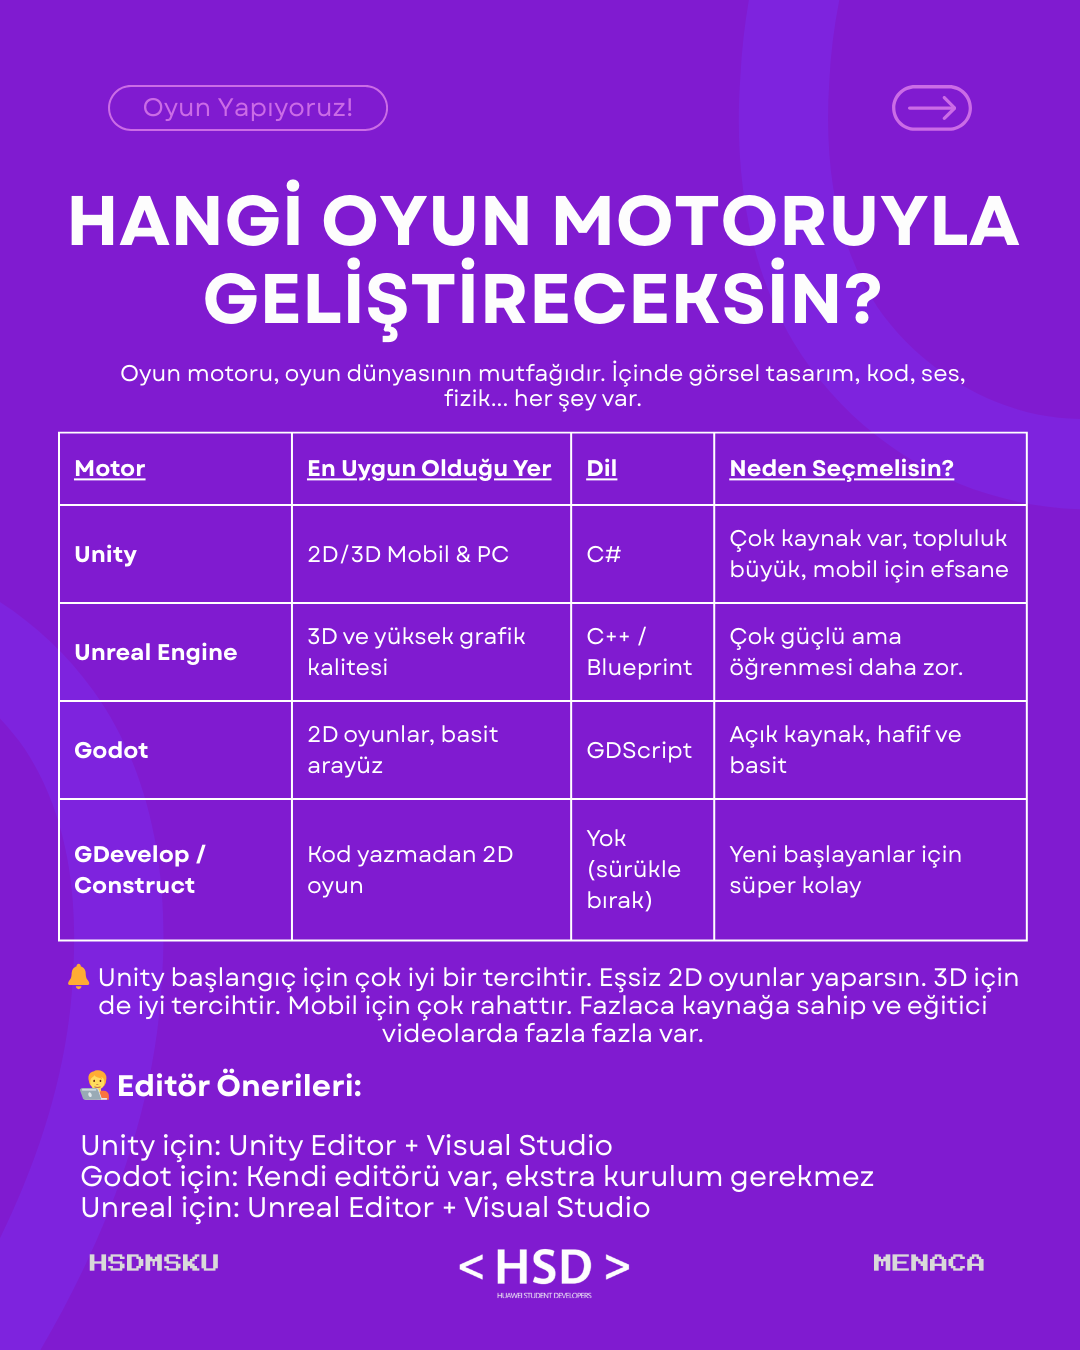 Oyun Yapıyoruz!
HANGİ OYUN MOTORUYLA
GELİŞTİRECEKSİN?
Oyun motoru, oyun dünyasının mutfağıdır. İçinde görsel tasarım, kod, ses,
fizik... her şey var.
Motor En Uygun Olduğu Yer Dil Neden Seçmelisin?
Unity
2D/3D Mobil & PC
C#
Çok kaynak var, topluluk
büyük, mobil için efsane
Unreal Engine
3D ve yüksek grafik
kalitesi
C++ /
Blueprint
Çok güçlü ama
öğrenmesi daha zor.
Godot
2D oyunlar, basit
arayüz
GDScript
Açık kaynak, hafif ve
basit
GDevelop /
Construct
Kod yazmadan 2D
oyun
Yok
(sürükle
bırak)
Yeni başlayanlar için
süper kolay
🔔 Unity başlangıç için çok iyi bir tercihtir. Eşsiz 2D oyunlar yaparsın. 3D için
de iyi tercihtir. Mobil için çok rahattır. Fazlaca kaynağa sahip ve eğitici
videolarda fazla fazla var.
🧑‍💻 Editör Önerileri:
Unity için: Unity Editor + Visual Studio
Godot için: Kendi editörü var, ekstra kurulum gerekmez
Unreal için: Unreal Editor + Visual Studio
HSDMSKU
< HSD >
HUAWEI STUDENT DEVELOPERS
MENACA